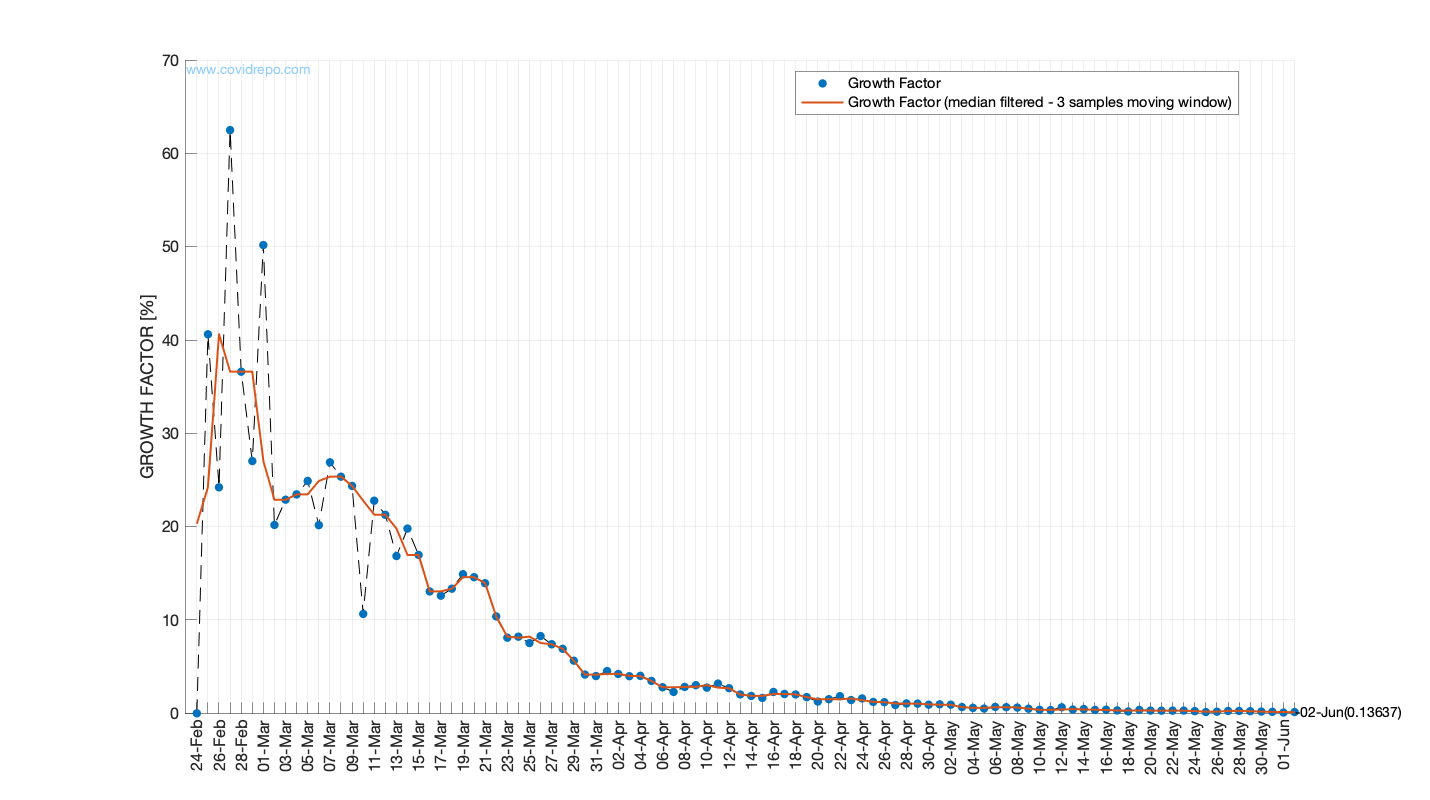 www.covidrepo.com
Growth Factor
Growth Factor (median filtered - 3 samples moving window)
GROWTH FACTOR [%]
70
60
50
40
30
20
10
0
02-Jun(0.13637)
24-Feb
26-Feb
28-Feb
01-Mar
03-Mar
05-Mar
07-Mar
09-Mar
11-Mar
13-Mar
15-Mar
17-Mar
19-Mar
21-Mar
23-Mar
25-Mar
27-Mar
29-Mar
31-Mar
02-Apr
04-Apr
06-Apr
08-Apr
10-Apr
12-Apr
14-Apr
16-Apr
18-Apr
20-Apr
22-Apr
24-Apr
26-Apr
28-Apr
30-Apr
02-May
04-May
06-May
08-May
10-May
12-May
14-May
16-May
18-May
20-May
22-May
24-May
26-May
28-May
30-May
01-Jun